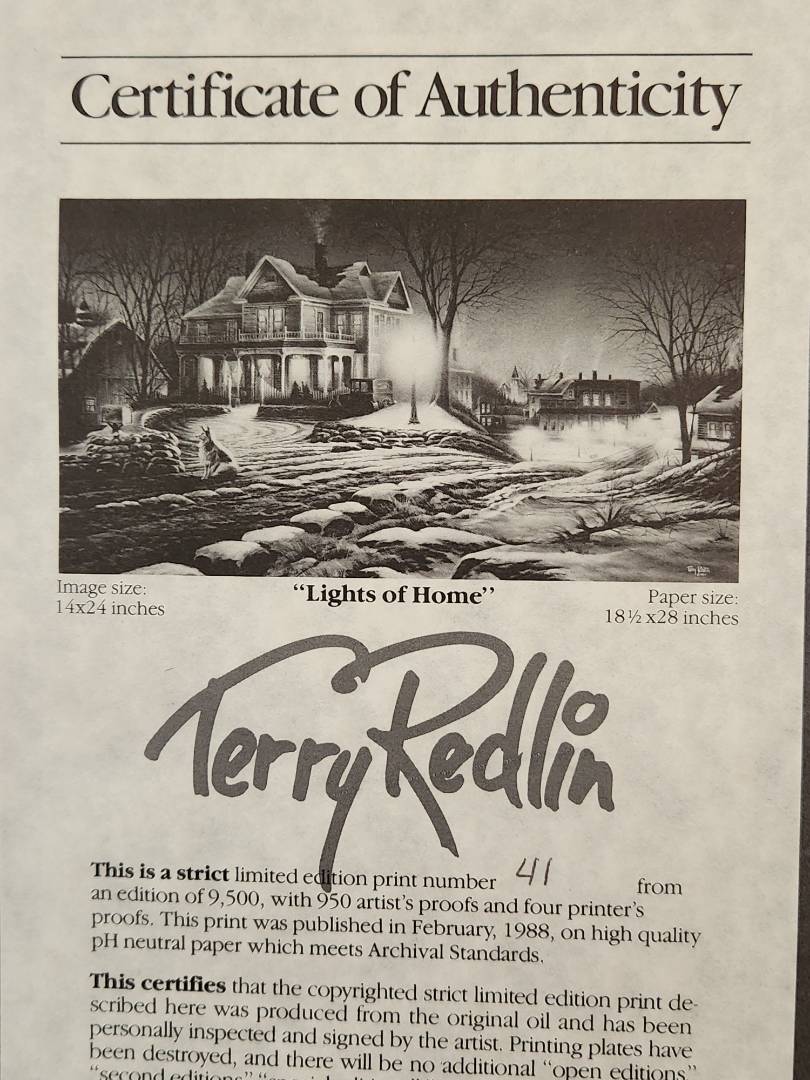 Certificate of Authenticity
Image size:
14x24 inches
“Lights of Home”
Paper size:
18½x28 inches
Terry Redlin
This is a strict limited edition print number 41 from
an edition of 9,500, with 950 artist's proofs and four printer's
proofs. This print was published in February, 1988, on high quality
pH neutral paper which meets Archival Standards.
This certifies that the copyrighted strict limited edition print de-
scribed here was produced from the original oil and has been
personally inspected and signed by the artist. Printing plates have
been destroyed, and there will be no additional “open editions”
“second editions”